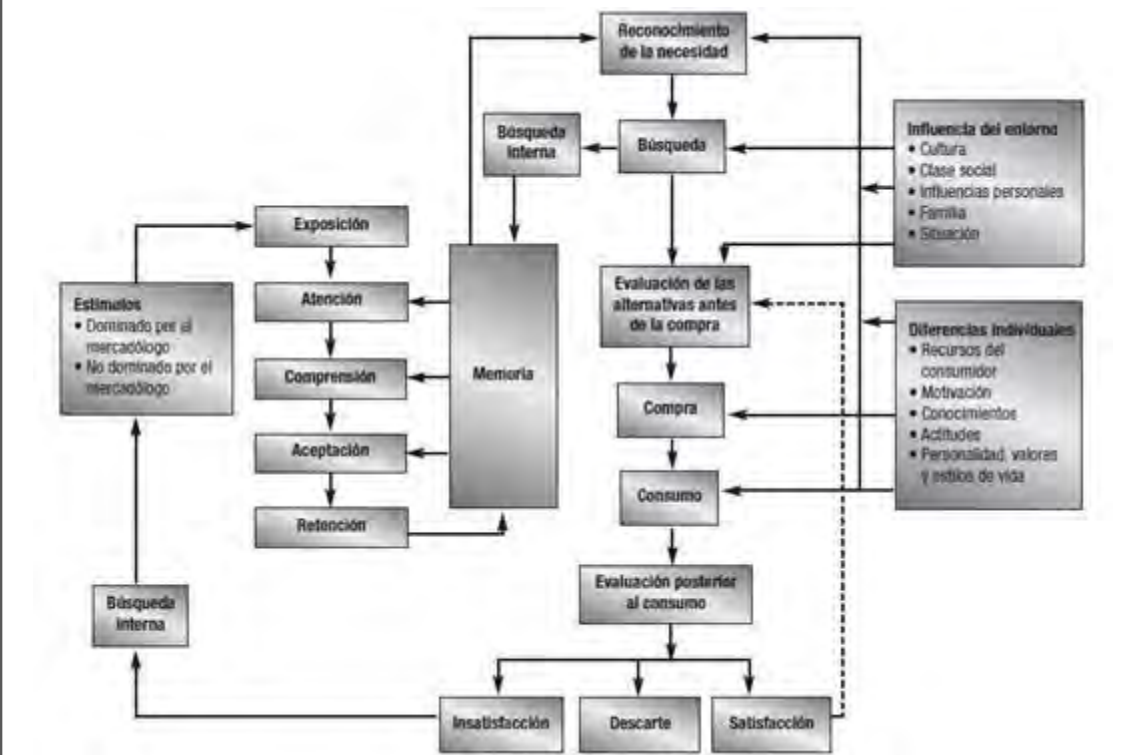 Reconocimiento
de la necesidad
Búsqueda
interna
Búsqueda
Influencia del entorno
• Cultura
• Clase social
• Influencias personales
• Familia
• Situación
Exposición
Atención
Comprensión
Aceptación
Retención
Estímulos
• Dominado por el
mercadólogo
• No dominado por el
mercadólogo
Memoria
Evaluación de las
alternativas antes
de la compra
Diferencias individuales
• Recursos del
consumidor
• Motivación
• Conocimientos
• Actitudes
• Personalidad, valores
y estilos de vida
Compra
Consumo
Evaluación posterior
al consumo
Búsqueda
interna
Insatisfacción
Descarte
Satisfacción